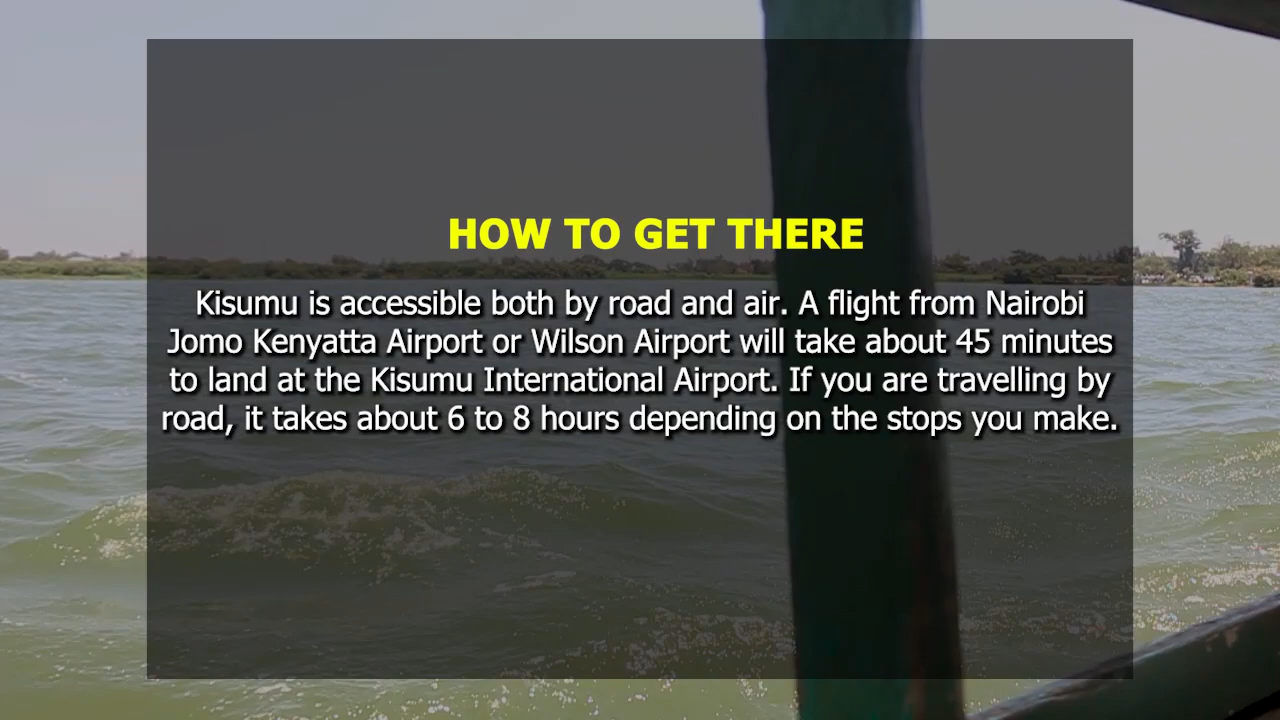 HOW TO GET THERE
Kisumu is accessible both by road and air. A flight from Nairobi
Jomo Kenyatta Airport or Wilson Airport will take about 45 minutes
to land at the Kisumu International Airport. If you are travelling by
road, it takes about 6 to 8 hours depending on the stops you make.